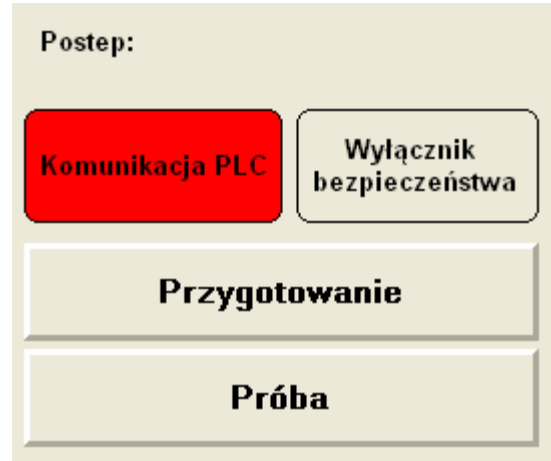 Postep:
Komunikacja PLC
Wyłącznik
bezpieczeństwa
Przygotowanie
Próba